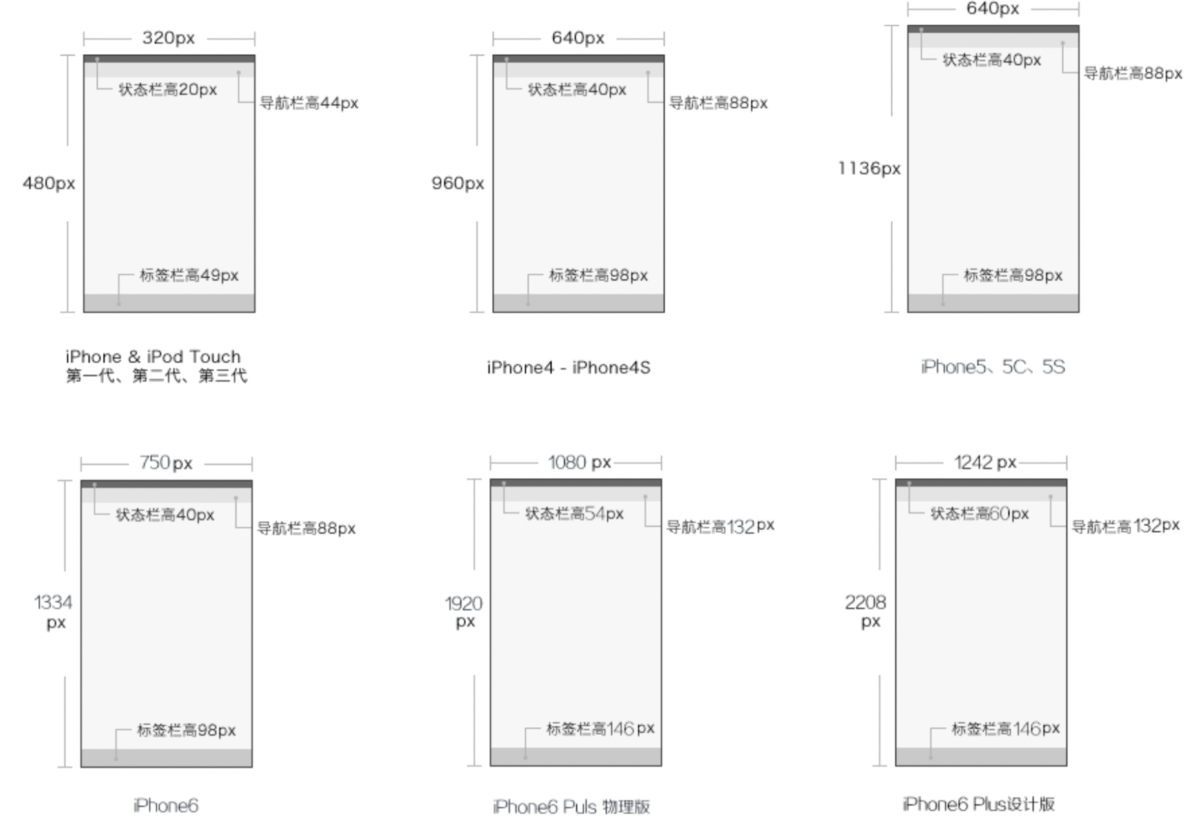 320px
状态栏高20px
导航栏高44px
480px
标签栏高49px
iPhone & iPod Touch
第一代、第二代、第三代
640px
状态栏高40px
导航栏高88px
960px
标签栏高98px
iPhone4 - iPhone4S
640px
状态栏高40px
导航栏高88px
1136px
标签栏高98px
iPhone5、5C、5S
750px
状态栏高40px
导航栏高88px
1334
px
标签栏高98px
iPhone6
1080 px
状态栏高54px
导航栏高132px
1920
px
标签栏高146px
iPhone6 Puls 物理版
1242 px
状态栏高60px
导航栏高132px
2208
px
标签栏高146px
iPhone6 Plus设计版